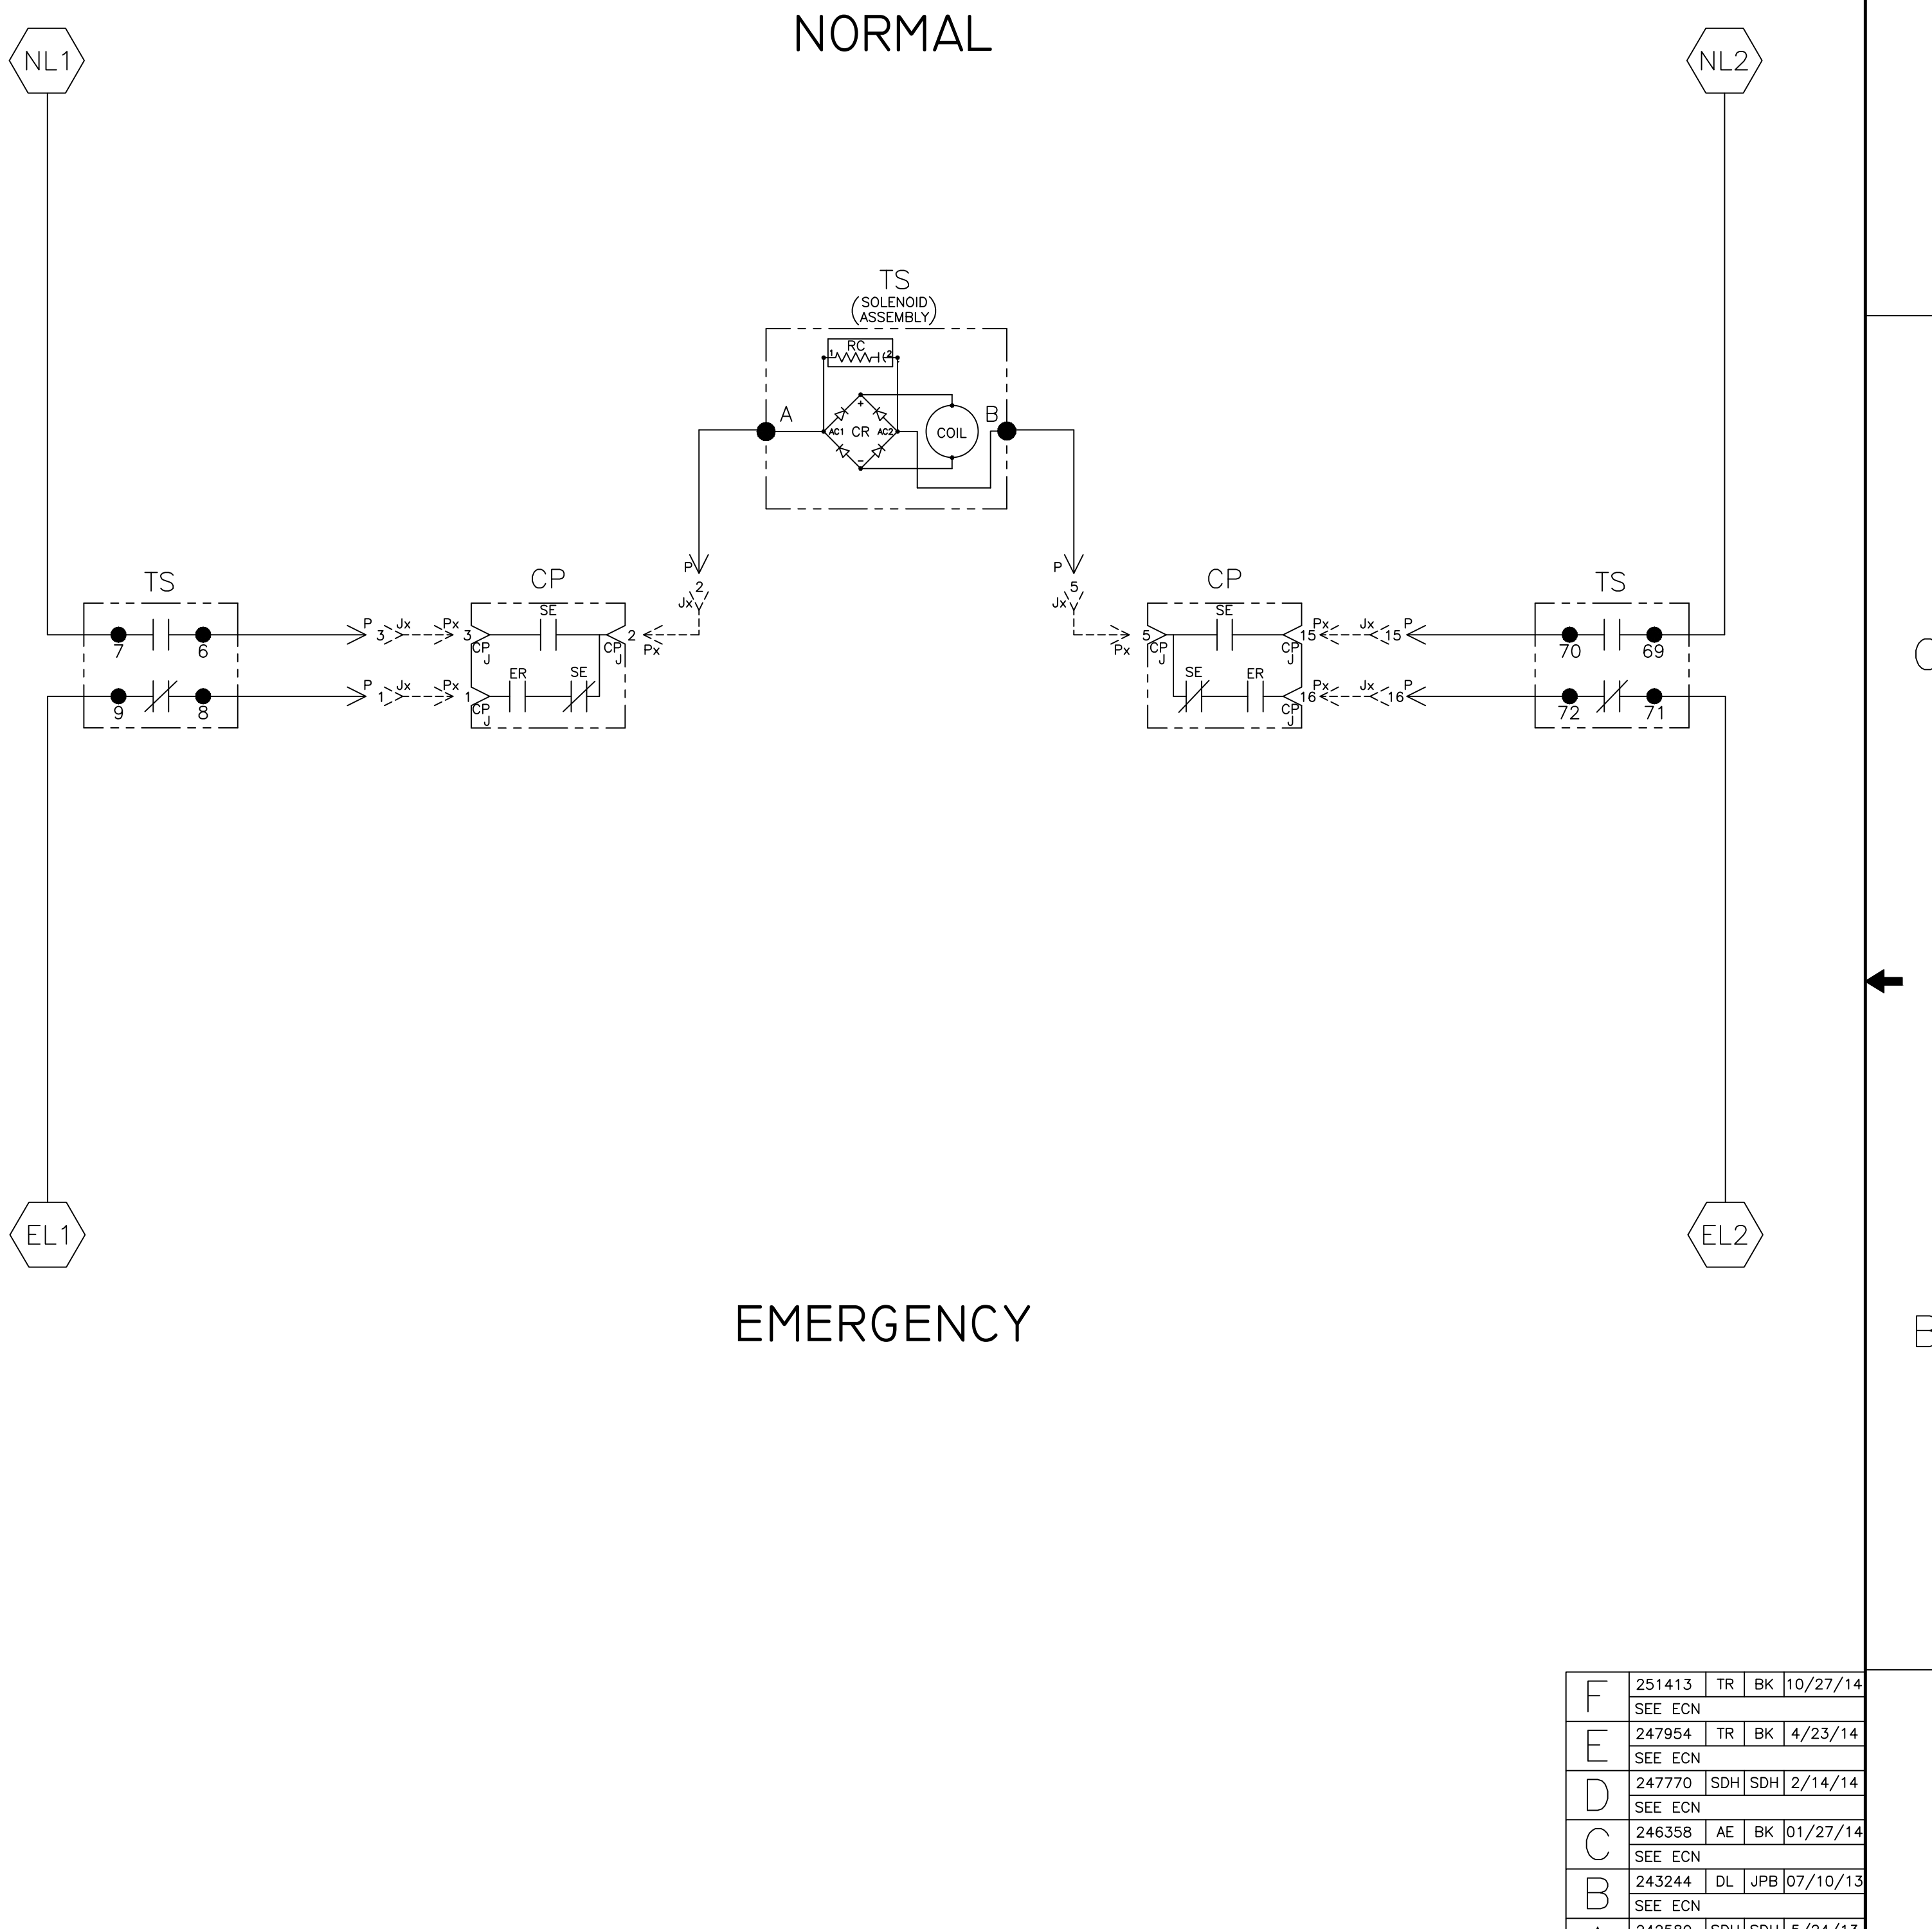 NORMAL
NL1
NL2
TS
(SOLENOID
ASSEMBLY)
1 RC 2
A
+
AC1 CR AC2
COIL
B
-
TS
CP
P
2
Jx
P
5
Jx
CP
TS
7 6
P 3 Jx Px 3
SE
2
Px
5
Px
SE
15 Px Jx 15 P
70 69
CP
J
CP
J
CP
J
CP
J
9 8
P 1 Jx Px 1
ER SE
SE ER
16 Px Jx 16 P
72 71
CP
J
CP
J
EL1
EL2
EMERGENCY
F 251413 TR BK 10/27/14
SEE ECN
E 247954 TR BK 4/23/14
SEE ECN
D 247770 SDH SDH 2/14/14
SEE ECN
C 246358 AE BK 01/27/14
SEE ECN
B 243244 DL JPB 07/10/13
SEE ECN
B